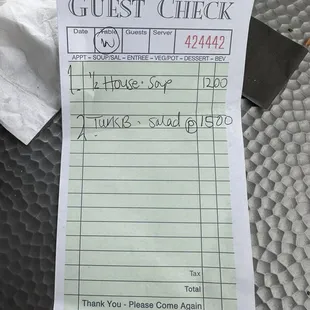 GUEST CHECK
Date Table Guests Server
W 424442
APPT - SOUP/SAL - ENTREE - VEG/POT - DESSERT - BEV
1. 1/2 House. Soup 1200
2 TurkB. Salad @ 1500
Tax
Total
Thank You - Please Come Again